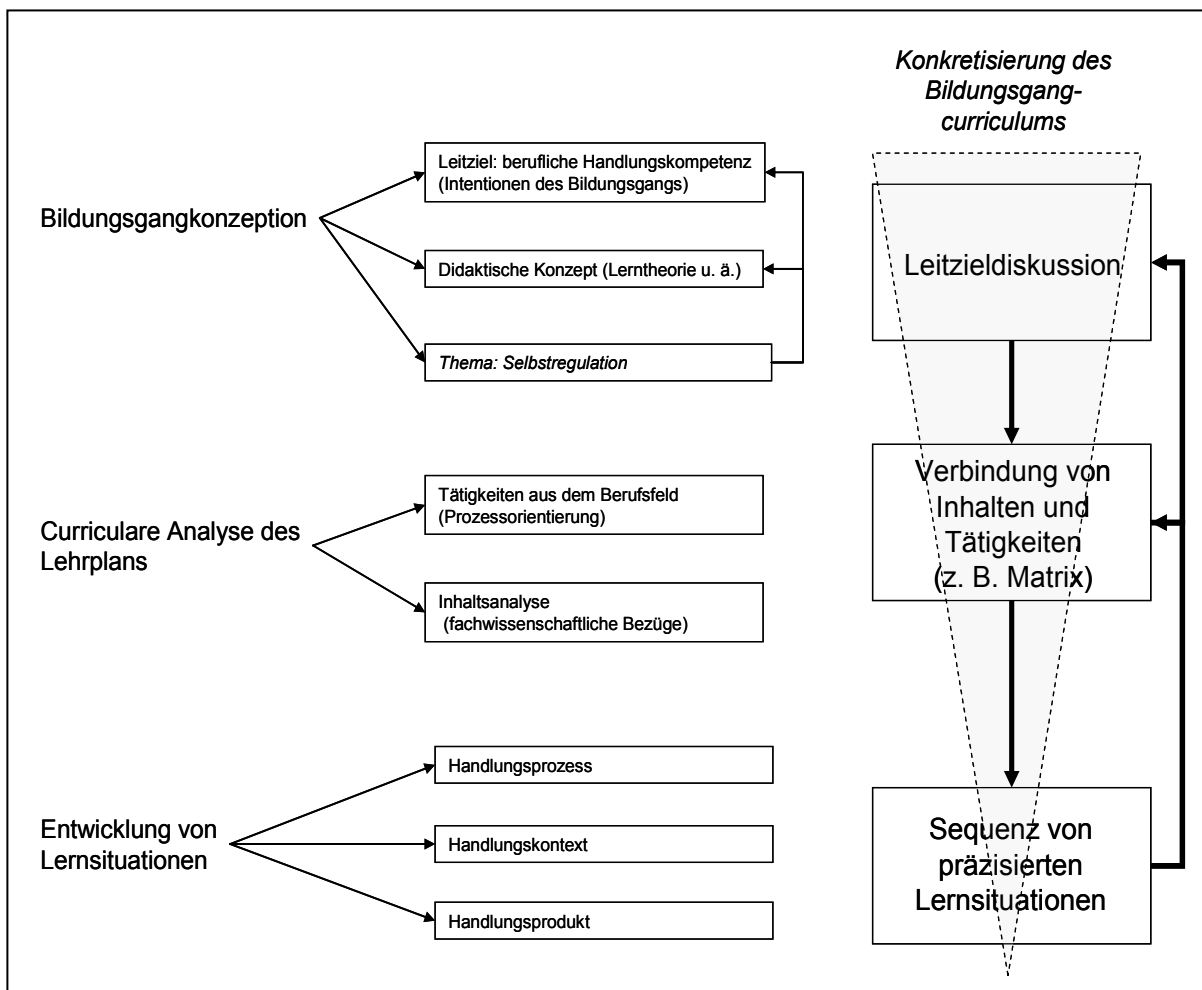 Konkretisierung des
Bildungsgang-
curriculums
Bildungsgangkonzeption
Leitziel: berufliche Handlungskompetenz
(Intentionen des Bildungsgangs)
Didaktische Konzept (Lerntheorie u. ä.)
Thema: Selbstregulation
Leitzieldiskussion
Curriculare Analyse des
Lehrplans
Tätigkeiten aus dem Berufsfeld
(Prozessorientierung)
Inhaltsanalyse
(fachwissenschaftliche Bezüge)
Verbindung von
Inhalten und
Tätigkeiten
(z. B. Matrix)
Entwicklung von
Lernsituationen
Handlungsprozess
Handlungskontext
Handlungsprodukt
Sequenz von
präzisierten
Lernsituationen